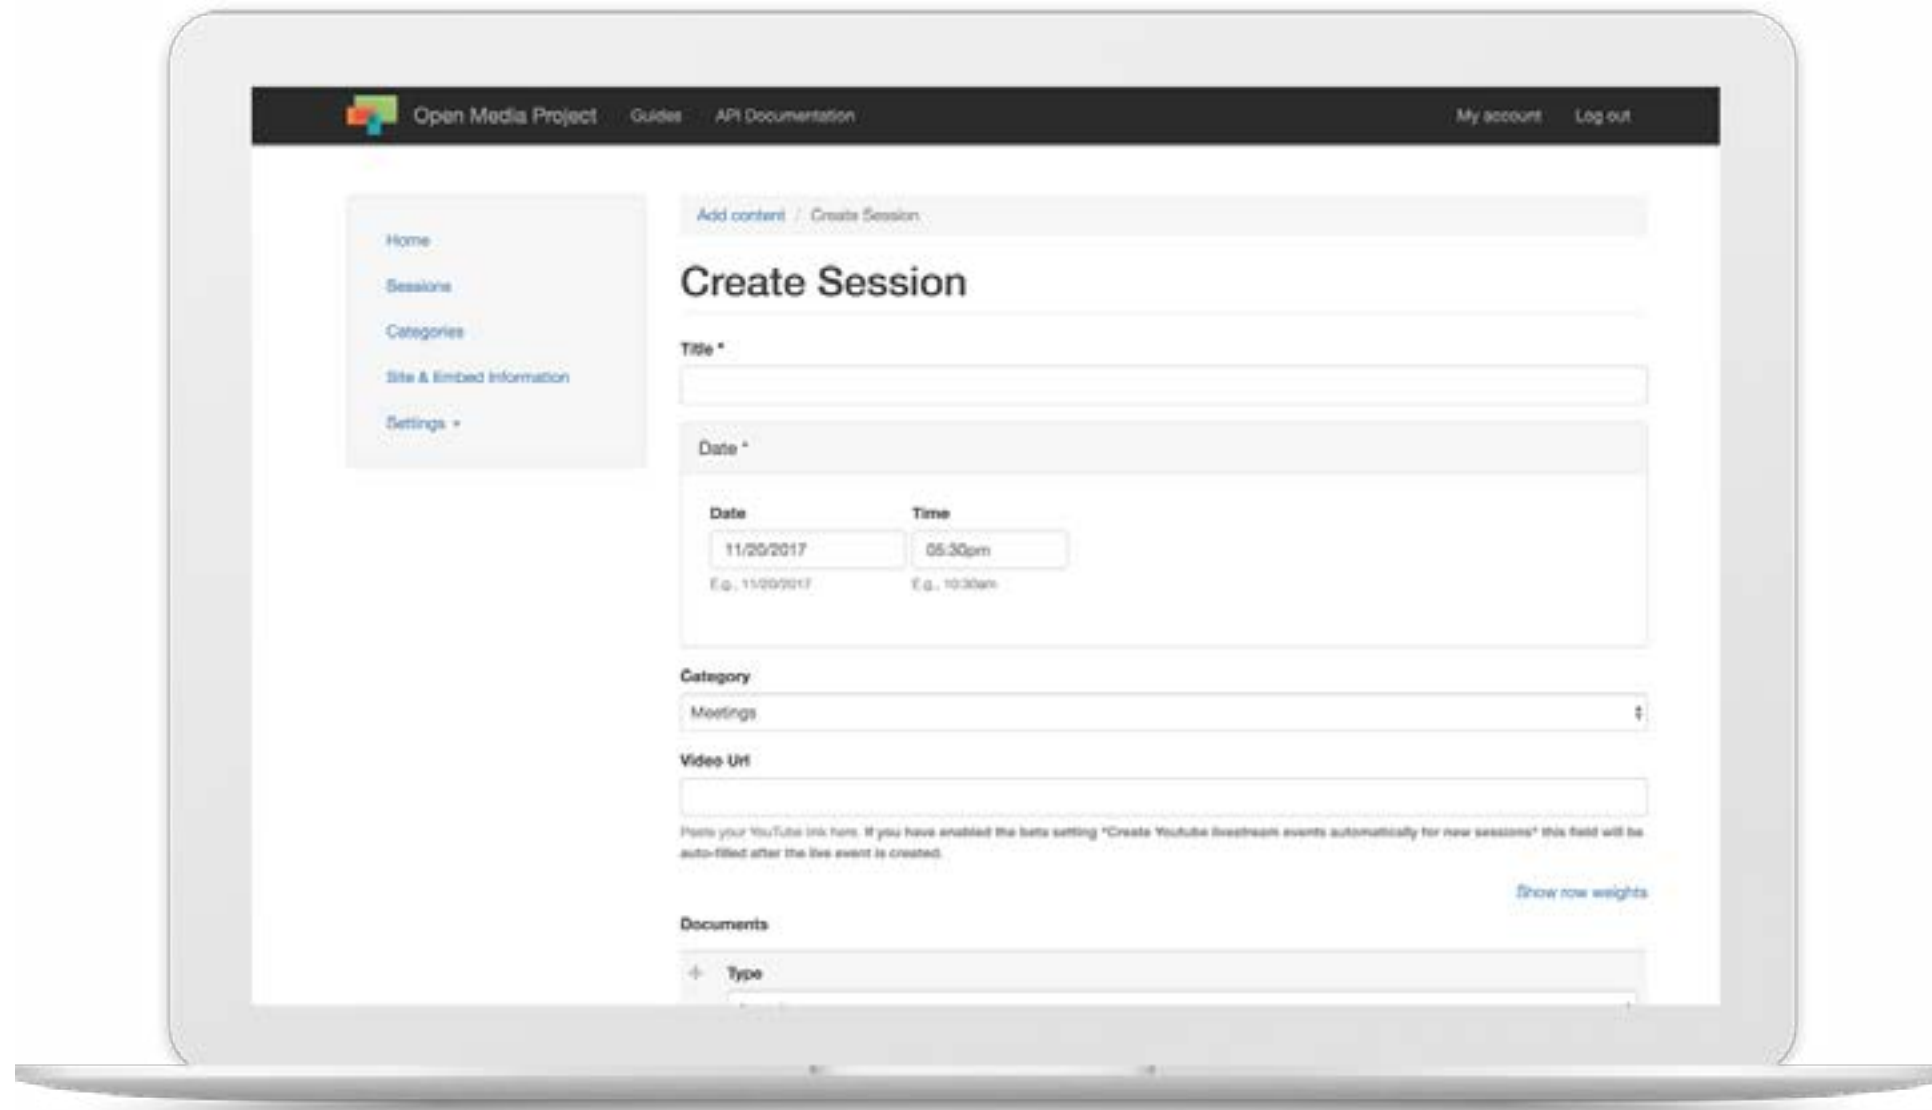 Open Media Project Guides API Documentation My account Log out
Add content / Create Session
Home
Sessions
Categories
Site & Embed Information
Settings
Create Session
Title *
Date *
Date Time
11/20/2017 05:30pm
E.g., 11/20/2017 E.g., 10:30am
Category
Meetings
Video Url
Paste your YouTube link here. If you have enabled the beta setting "Create Youtube livestream events automatically for new sessions" this field will be
auto-filled after the live event is created.
Show row weights
Documents
Type